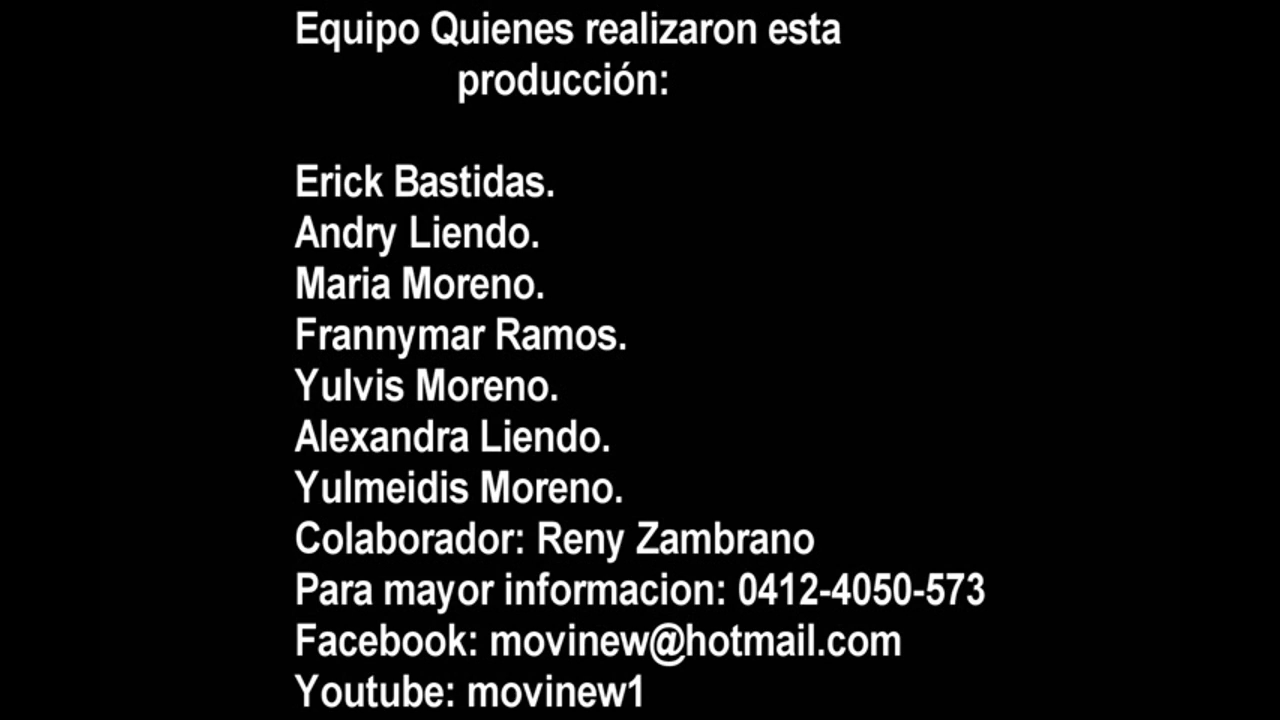 Equipo Quienes realizaron esta
producción:
Erick Bastidas.
Andry Liendo.
Maria Moreno.
Frannymar Ramos.
Yulvis Moreno.
Alexandra Liendo.
Yulmeidis Moreno.
Colaborador: Reny Zambrano
Para mayor informacion: 0412-4050-573
Facebook: movinew@hotmail.com
Youtube: movinew1